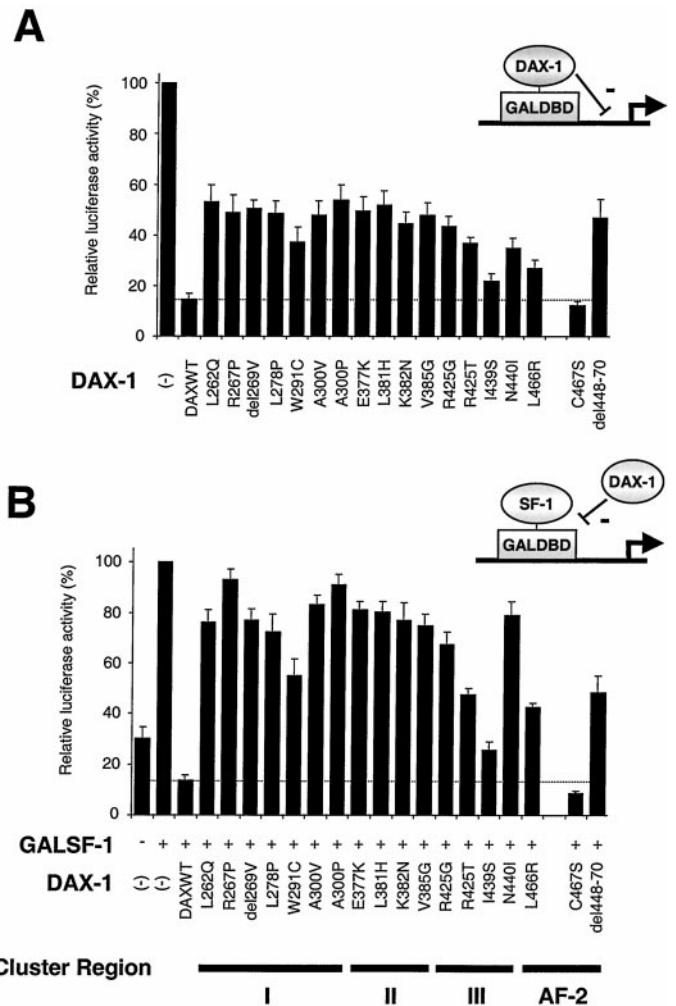 A
DAX-1
GALDBD
-
Relative luciferase activity (%)
100
80
60
40
20
0
DAX-1
(-)
DAXWT
L262Q
R267P
del269V
L278P
W291C
A300V
A300P
E377K
L381H
K382N
V385G
R425G
R425T
I439S
N440I
L466R
C467S
del448-70
B
SF-1
DAX-1
GALDBD
-
Relative luciferase activity (%)
100
80
60
40
20
0
GALSF-1 - + + + + + + + + + + + + + + + + + + + +
DAX-1
(-)
(-)
DAXWT
L262Q
R267P
del269V
L278P
W291C
A300V
A300P
E377K
L381H
K382N
V385G
R425G
R425T
I439S
N440I
L466R
C467S
del448-70
Cluster Region
I II III AF-2